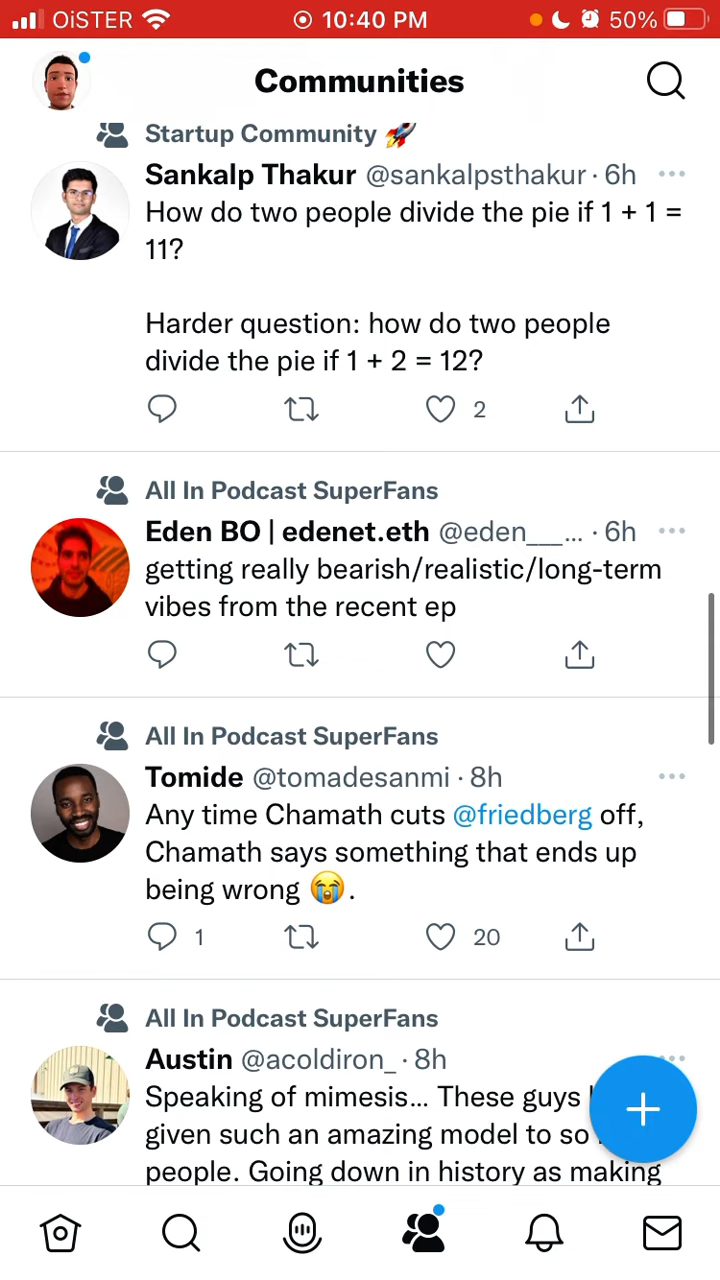 OiSTER 10:40 PM 50%
Communities
Startup Community 🚀
Sankalp Thakur @sankalpsthakur · 6h
How do two people divide the pie if 1 + 1 =
11?
Harder question: how do two people
divide the pie if 1 + 2 = 12?
2
All In Podcast SuperFans
Eden BO | edenet.eth @eden___... · 6h
getting really bearish/realistic/long-term
vibes from the recent ep
All In Podcast SuperFans
Tomide @tomadesanmi · 8h
Any time Chamath cuts @friedberg off,
Chamath says something that ends up
being wrong 😭.
1 20
All In Podcast SuperFans
Austin @acoldiron_ · 8h
Speaking of mimesis... These guys
given such an amazing model to so
people. Going down in history as making